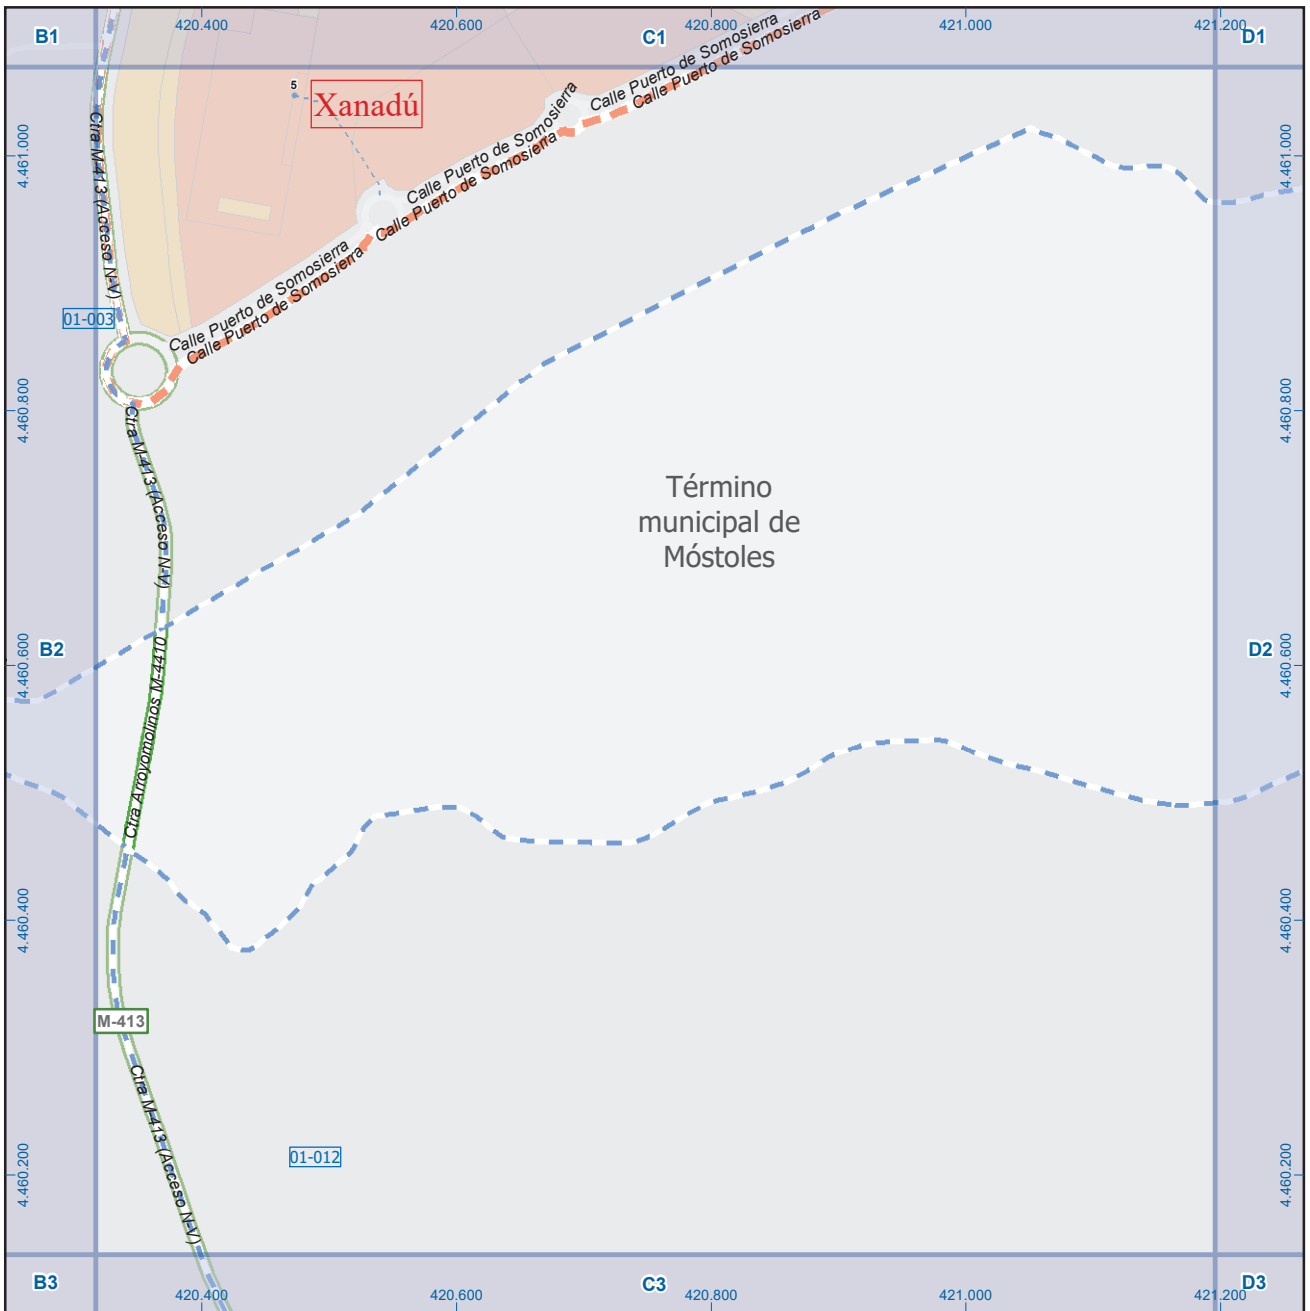 420.400
420.600
420.800
421.000
421.200
B1
C1
D1
Calle Puerto de Somosierra
Calle Puerto de Somosierra
5
Xanadú
Calle Puerto de Somosierra
Calle Puerto de Somosierra
Ctra M-413 (Acceso N-V)
4.461.000
4.461.000
Calle Puerto de Somosierra
Calle Puerto de Somosierra
01-003
4.460.800
4.460.800
Ctra M-413 (Acceso N-V)
Término
municipal de
Móstoles
B2
D2
4.460.600
4.460.600
Ctra Arroyomolinos M-4410
4.460.400
4.460.400
M-413
Ctra M-413 (Acceso N-V)
01-012
4.460.200
4.460.200
B3
C3
D3
420.400
420.600
420.800
421.000
421.200